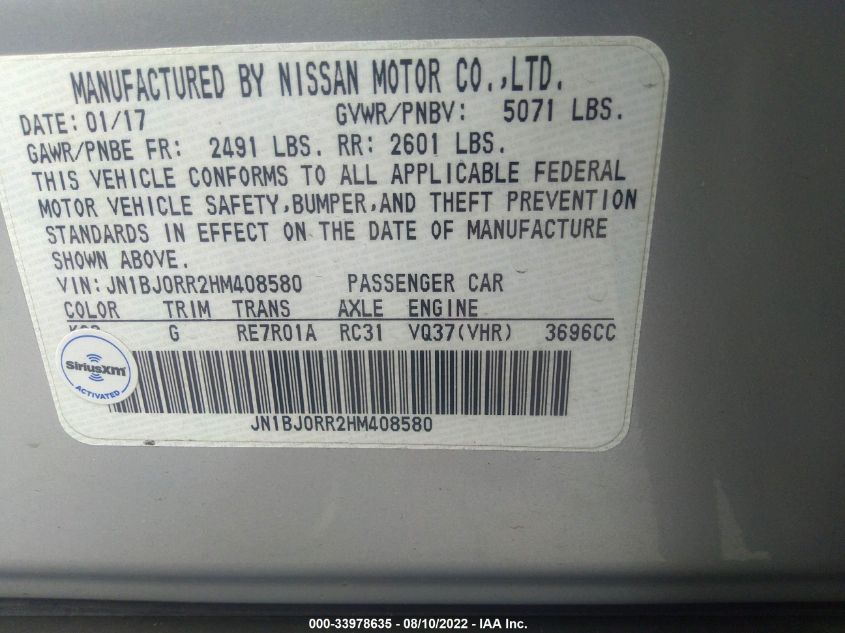 MANUFACTURED BY NISSAN MOTOR CO.,LTD.
DATE: 01/17 GVWR/PNBV: 5071 LBS.
GAWR/PNBE FR: 2491 LBS. RR: 2601 LBS.
THIS VEHICLE CONFORMS TO ALL APPLICABLE FEDERAL
MOTOR VEHICLE SAFETY,BUMPER,AND THEFT PREVENTION
STANDARDS IN EFFECT ON THE DATE OF MANUFACTURE
SHOWN ABOVE.
VIN: JN1BJ0RR2HM408580 PASSENGER CAR
COLOR TRIM TRANS AXLE ENGINE
G RE7R01A RC31 VQ37(VHR) 3696CC
SiriusXM
ACTIVATED
JN1BJ0RR2HM408580
000-33978635 - 08/10/2022 - IAA Inc.